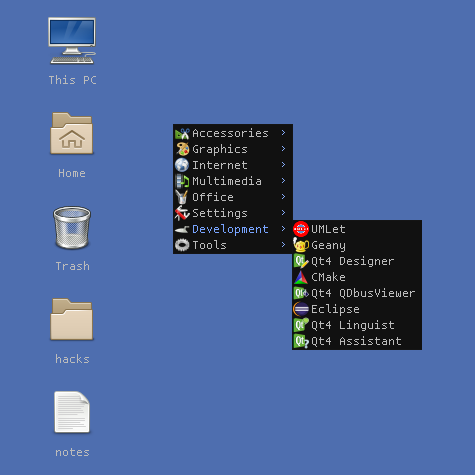 This PC
Home
Trash
hacks
notes
Accessories
Graphics
Internet
Multimedia
Office
Settings
Development
Tools
UMLet
Geany
Qt4 Designer
CMake
Qt4 QDbusViewer
Eclipse
Qt4 Linguist
Qt4 Assistant